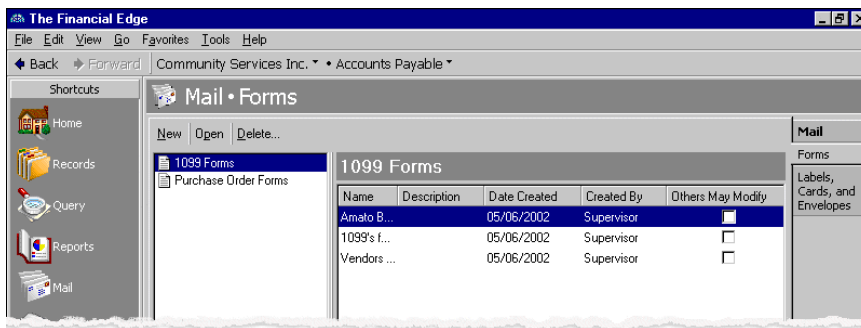 The Financial Edge
File Edit View Go Favorites Tools Help
Back Forward Community Services Inc. • Accounts Payable
Shortcuts
Home
Records
Query
Reports
Mail
Mail • Forms
New Open Delete...
1099 Forms
Purchase Order Forms
1099 Forms
Name Description Date Created Created By Others May Modify
Amato B... 05/06/2002 Supervisor
1099's f... 05/06/2002 Supervisor
Vendors ... 05/06/2002 Supervisor
Mail
Forms
Labels,
Cards, and
Envelopes